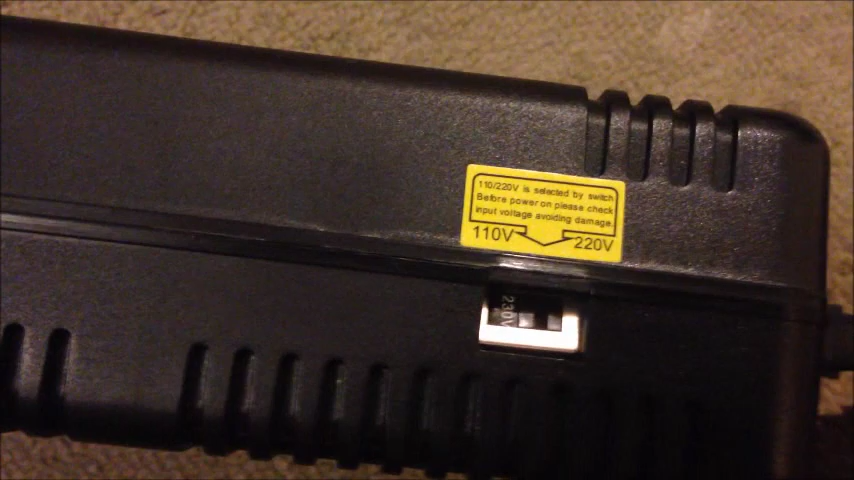 110/220V is selected by switch
Before power on please check
input voltage avoiding damage.
110V 220V
230V